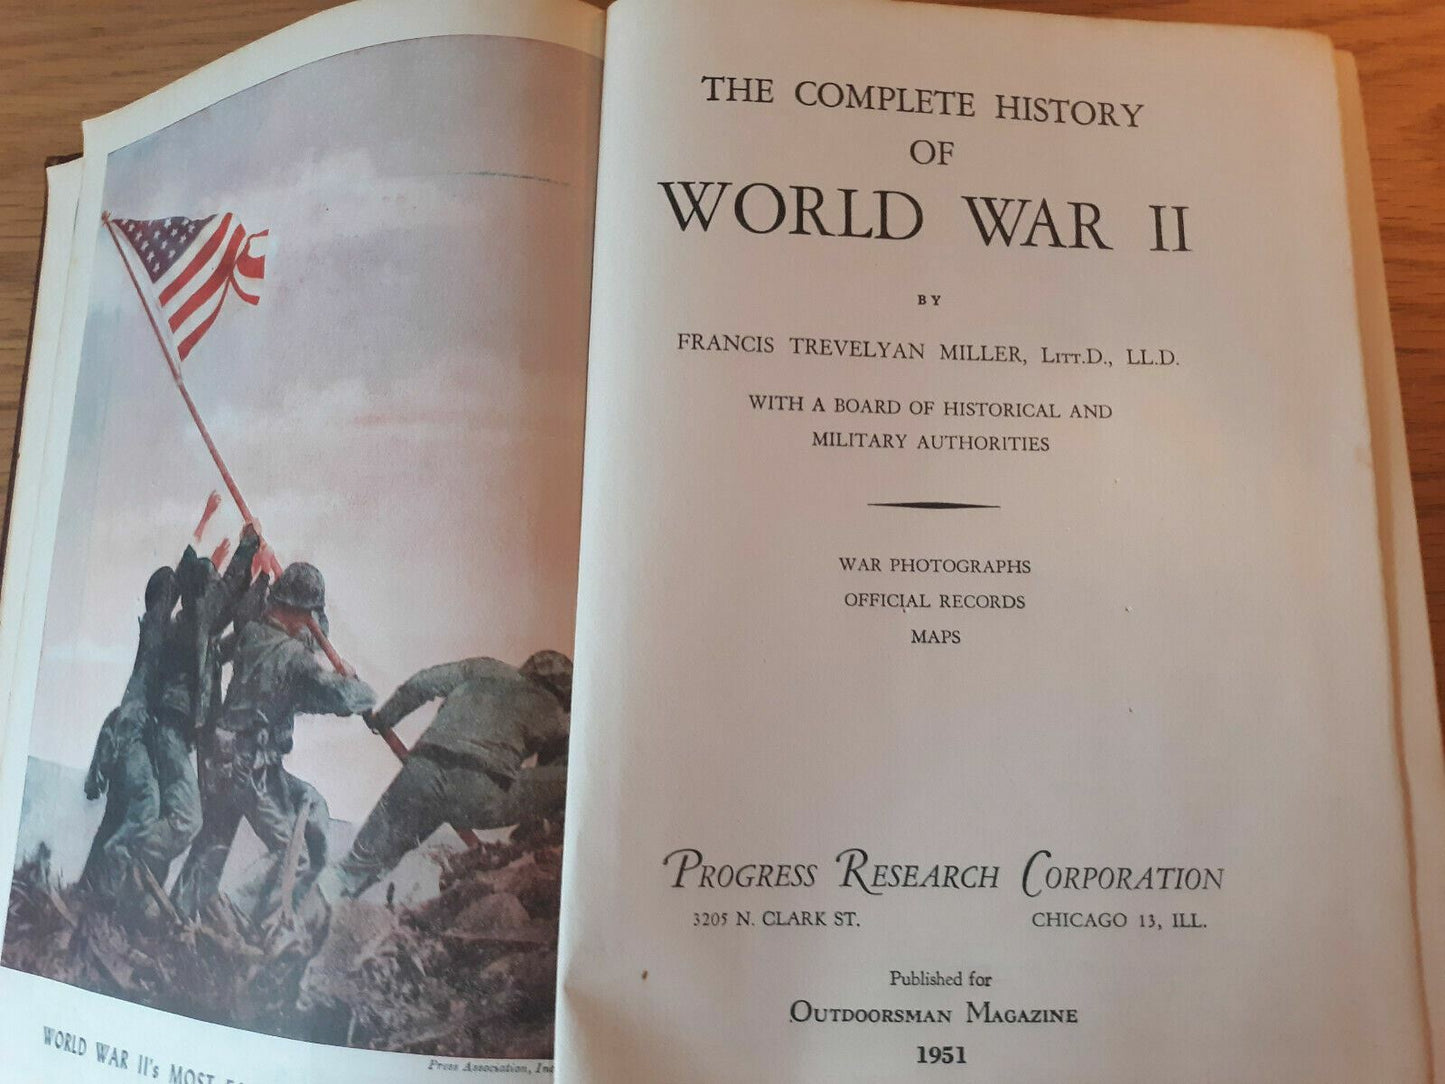 WORLD WAR II's MOST
Press Association, Inc
THE COMPLETE HISTORY
OF
WORLD WAR II
BY
FRANCIS TREVELYAN MILLER, LITT.D., LL.D.
WITH A BOARD OF HISTORICAL AND
MILITARY AUTHORITIES
WAR PHOTOGRAPHS
OFFICIAL RECORDS
MAPS
PROGRESS RESEARCH CORPORATION
3205 N. CLARK ST. CHICAGO 13, ILL.
Published for
OUTDOORSMAN MAGAZINE
1951